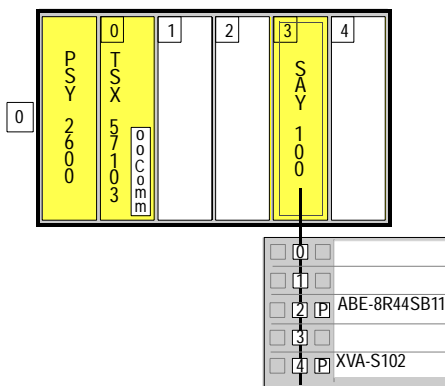 0 1 2 3 4
0
PSY 2600
TSX 57103
Comm
SAY 100
0
1
2 P ABE-8R44SB11
3
4 P XVA-S102